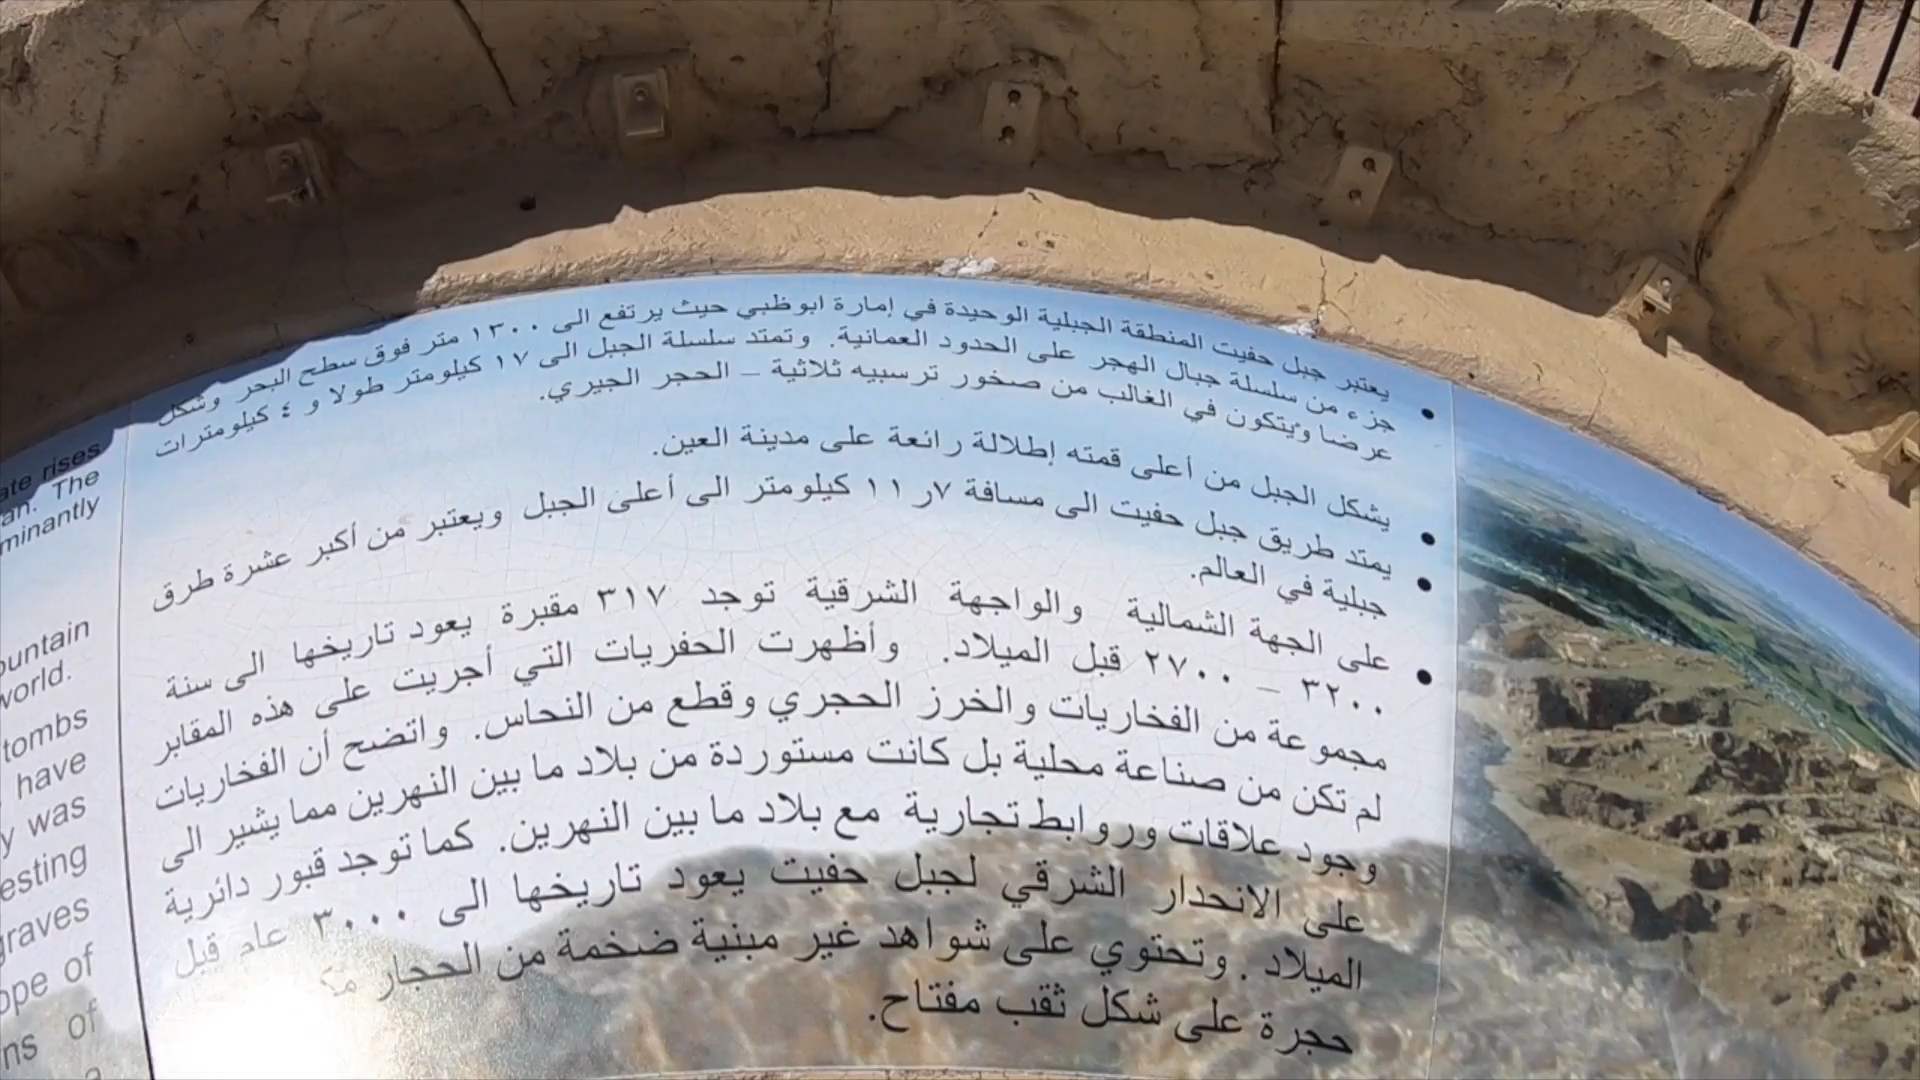 يعتبر جبل حفيت المنطقة الجبلية الوحيدة في إمارة ابوظبي حيث يرتفع الى ١٣٠٠ متر فوق سطح البحر وشكل
جزء من سلسلة جبال الهجر على الحدود العمانية. وتمتد سلسلة الجبل الى ١٧ كيلومتر طولا و ٤ كيلومترات
عرضا ويتكون في الغالب من صخور ترسبيه ثلاثية – الحجر الجيري.
يشكل الجبل من أعلى قمته إطلالة رائعة على مدينة العين.
يمتد طريق جبل حفيت الى مسافة ٧ر١١ كيلومتر الى أعلى الجبل ويعتبر من أكبر عشرة طرق
جبلية في العالم.
على الجهة الشمالية والواجهة الشرقية توجد ٣١٧ مقبرة يعود تاريخها الى سنة
٣٢٠٠ – ٢٧٠٠ قبل الميلاد. وأظهرت الحفريات التي أجريت على هذه المقابر
مجموعة من الفخاريات والخرز الحجري وقطع من النحاس. واتضح أن الفخاريات
لم تكن من صناعة محلية بل كانت مستوردة من بلاد ما بين النهرين مما يشير الى
وجود علاقات وروابط تجارية مع بلاد ما بين النهرين. كما توجد قبور دائرية
على الانحدار الشرقي لجبل حفيت يعود تاريخها الى ٣٠٠٠ عام قبل
الميلاد . وتحتوي على شواهد غير مبنية ضخمة من الحجار
حجرة على شكل ثقب مفتاح.
rises
The
ountain
world.
tombs
have
was
graves
of
of